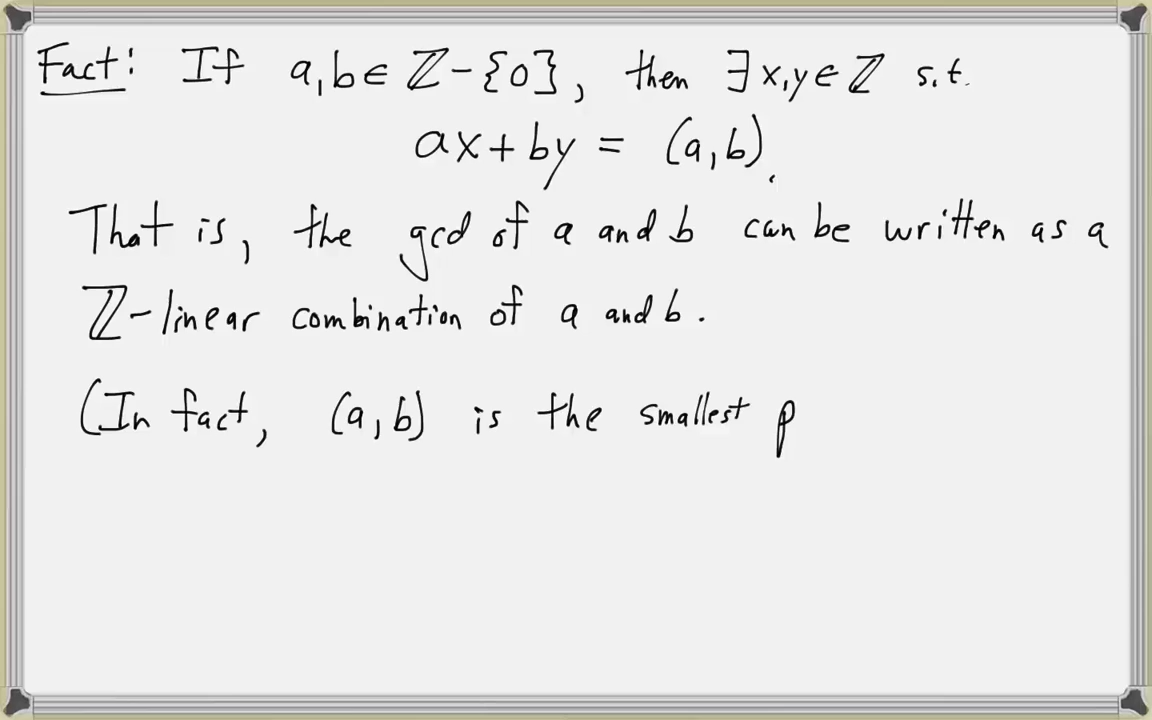 Fact: If a,b ∈ ℤ-{0}, then ∃ x,y ∈ ℤ s.t.
ax + by = (a,b).
That is, the gcd of a and b can be written as a
ℤ-linear combination of a and b.
(In fact, (a,b) is the smallest p